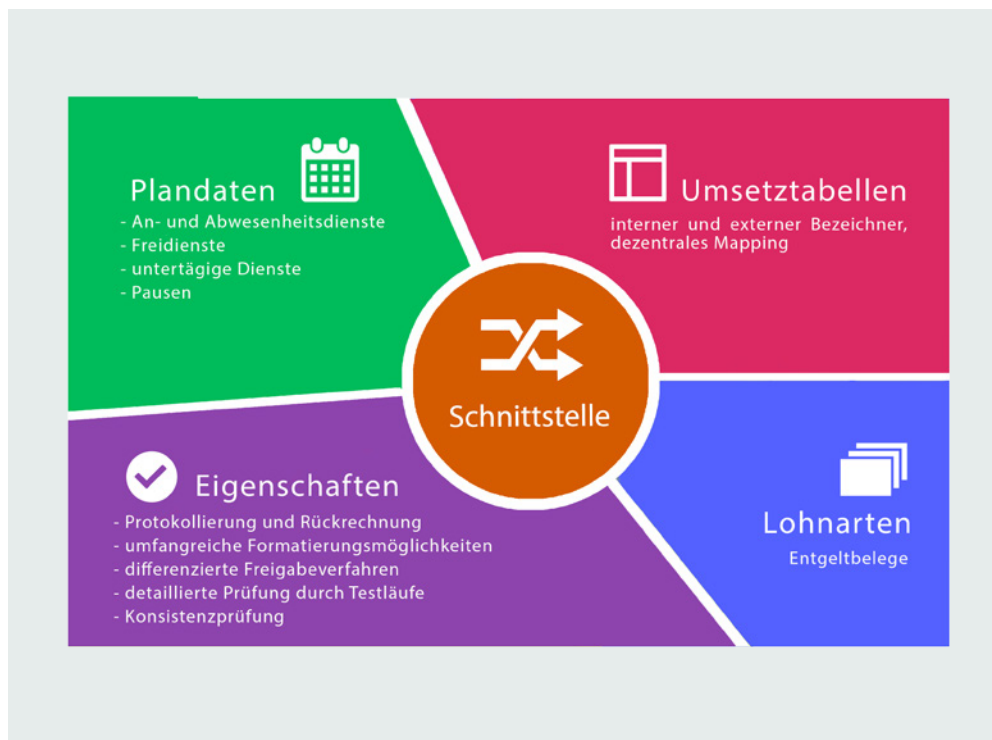 Plandaten
- An- und Abwesenheitsdienste
- Freidienste
- untertägige Dienste
- Pausen
Umsetztabellen
interner und externer Bezeichner,
dezentrales Mapping
Schnittstelle
Eigenschaften
- Protokollierung und Rückrechnung
- umfangreiche Formatierungsmöglichkeiten
- differenzierte Freigabeverfahren
- detaillierte Prüfung durch Testläufe
- Konsistenzprüfung
Lohnarten
Entgeltbelege